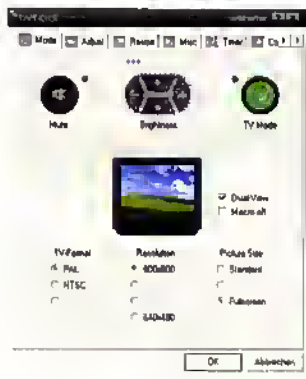 Mode Adjust Resize Misc Timer
Mute Brightness TV Mode
Dual View
Macro off
TV-Format Resolution Picture Size
PAL 800x600 Standard
NTSC
640x480 Fullscreen
OK Abbrechen